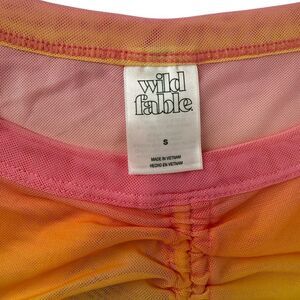 wild
fable.
S
MADE IN VIETNAM
HECHO EN VIETNAM